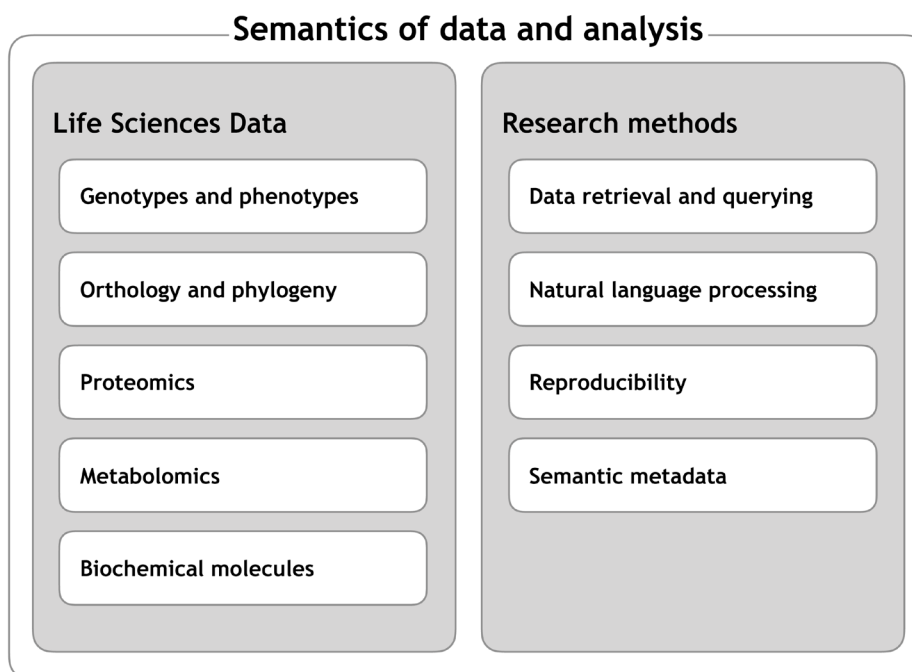 Semantics of data and analysis
Life Sciences Data
Genotypes and phenotypes
Orthology and phylogeny
Proteomics
Metabolomics
Biochemical molecules
Research methods
Data retrieval and querying
Natural language processing
Reproducibility
Semantic metadata